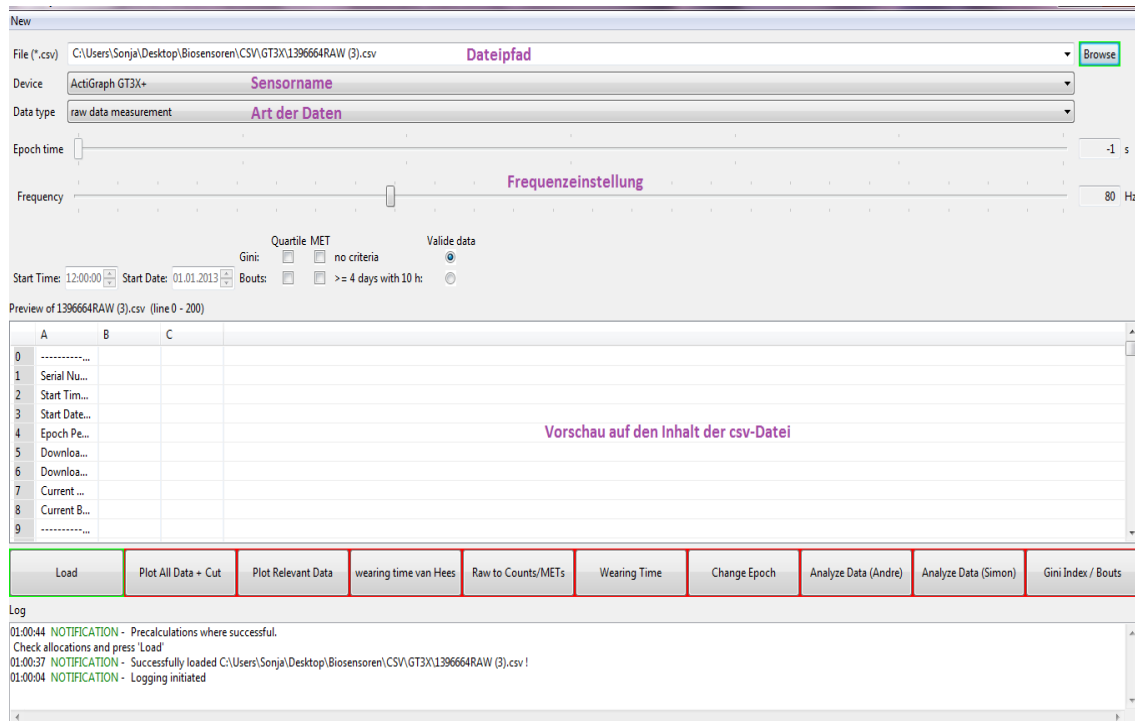 New
File (*.csv) C:\Users\Sonja\Desktop\Biosensoren\CSV\GT3X\1396664RAW (3).csv Dateipfad Browse
Device ActiGraph GT3X+ Sensorname
Data type raw data measurement Art der Daten
Epoch time -1 s
Frequenzeinstellung
Frequency 80 Hz
Quartile MET Valide data
Gini: no criteria
Start Time: 12:00:00 Start Date: 01.01.2013 Bouts: >= 4 days with 10 h:
Preview of 1396664RAW (3).csv (line 0 - 200)
A B C
0 ----------...
1 Serial Nu...
2 Start Tim...
3 Start Date...
4 Epoch Pe... Vorschau auf den Inhalt der csv-Datei
5 Downloa...
6 Downloa...
7 Current ...
8 Current B...
9 ----------...
Load Plot All Data + Cut Plot Relevant Data wearing time van Hees Raw to Counts/METs Wearing Time Change Epoch Analyze Data (Andre) Analyze Data (Simon) Gini Index / Bouts
Log
01:00:44 NOTIFICATION - Precalculations where successful.
Check allocations and press 'Load'
01:00:37 NOTIFICATION - Successfully loaded C:\Users\Sonja\Desktop\Biosensoren\CSV\GT3X\1396664RAW (3).csv !
01:00:04 NOTIFICATION - Logging initiated